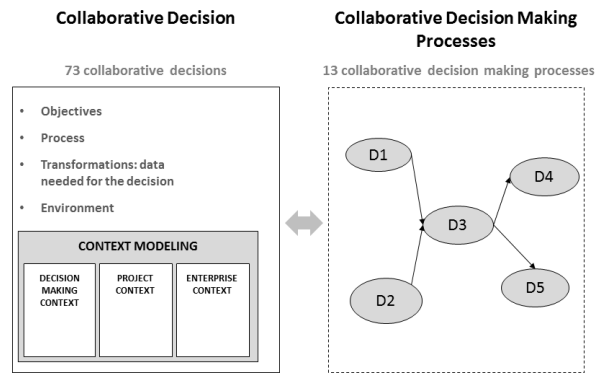 Collaborative Decision
73 collaborative decisions
• Objectives
• Process
• Transformations: data
needed for the decision
• Environment
CONTEXT MODELING
DECISION
MAKING
CONTEXT
PROJECT
CONTEXT
ENTERPRISE
CONTEXT
Collaborative Decision Making
Processes
13 collaborative decision making processes
D1
D4
D3
D2
D5